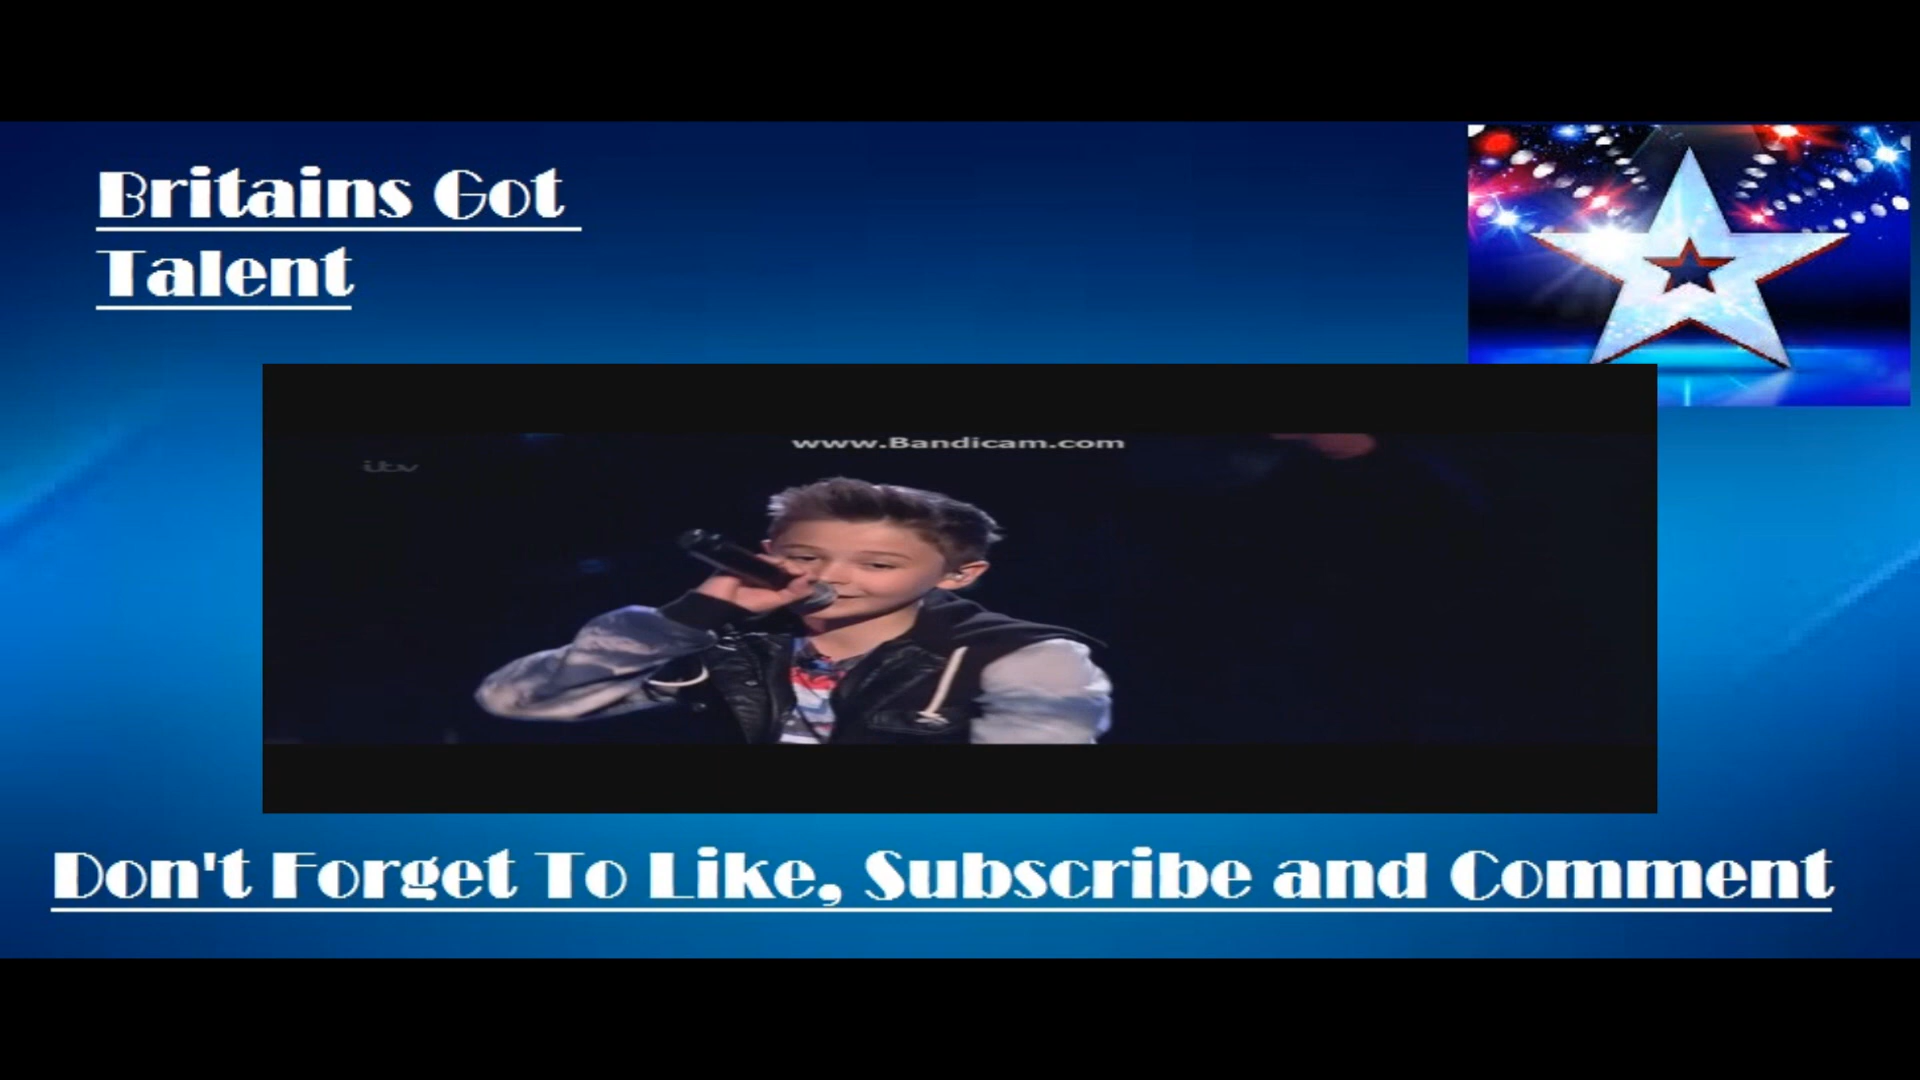 Britains Got
Talent
www.Bandicam.com
itv
Don't Forget To Like, Subscribe and Comment